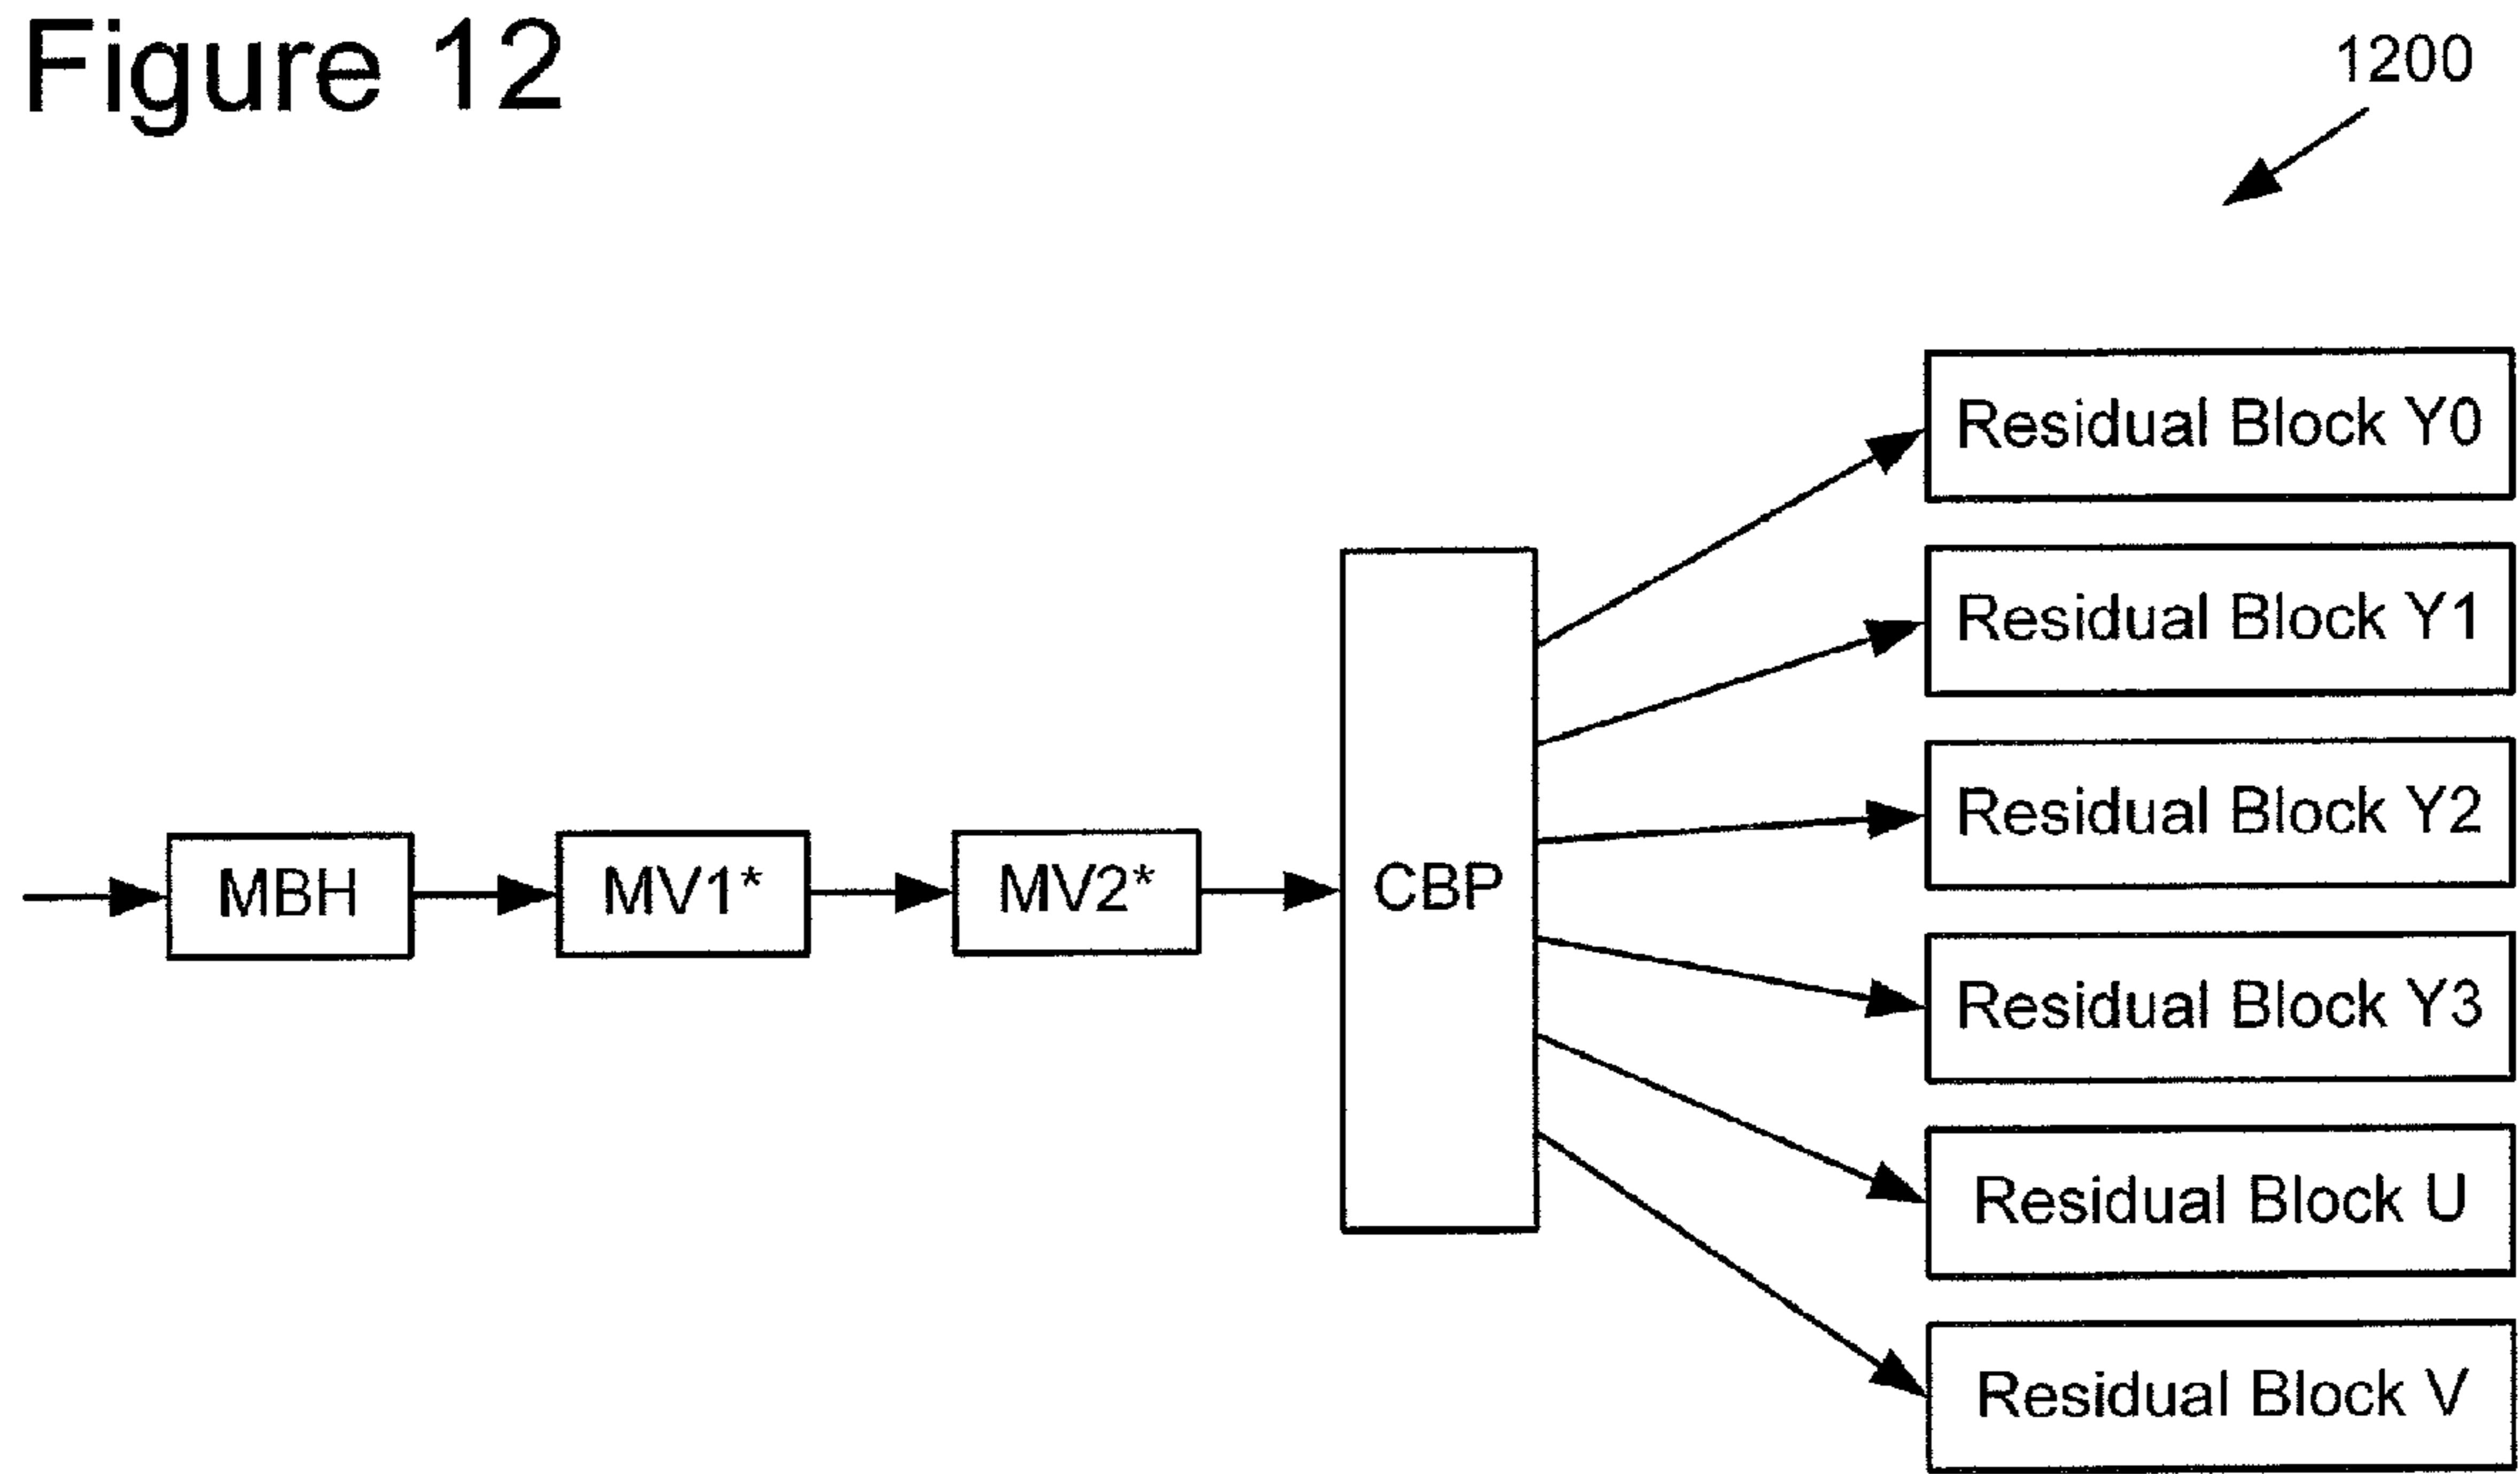 Figure 12
1200
MBH
MV1*
MV2*
CBP
Residual Block Y0
Residual Block Y1
Residual Block Y2
Residual Block Y3
Residual Block U
Residual Block V